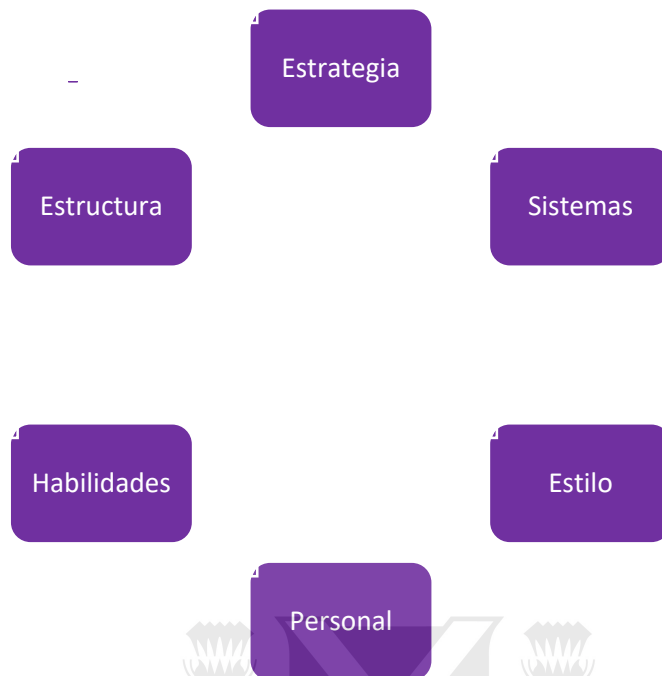 Estrategia
Estructura
Sistemas
Habilidades
Estilo
Personal